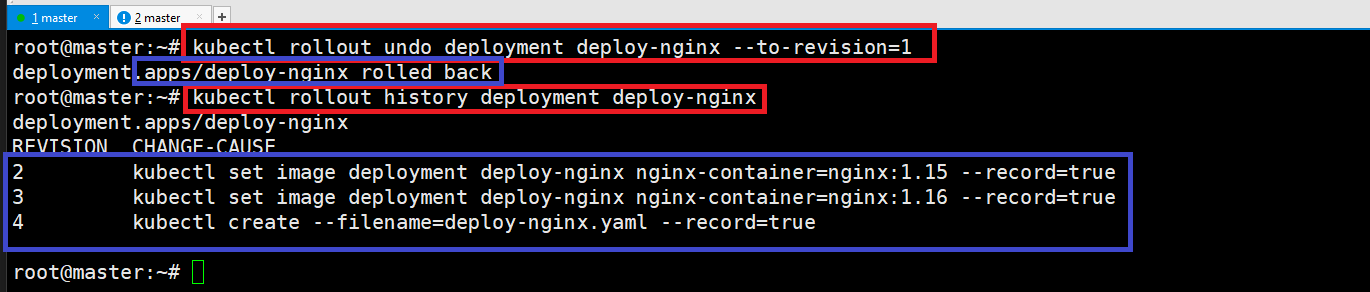 1 master × 2 master × +
root@master:~# kubectl rollout undo deployment deploy-nginx --to-revision=1
deployment.apps/deploy-nginx rolled back
root@master:~# kubectl rollout history deployment deploy-nginx
deployment.apps/deploy-nginx
REVISION  CHANGE-CAUSE
2         kubectl set image deployment deploy-nginx nginx-container=nginx:1.15 --record=true
3         kubectl set image deployment deploy-nginx nginx-container=nginx:1.16 --record=true
4         kubectl create --filename=deploy-nginx.yaml --record=true
root@master:~#